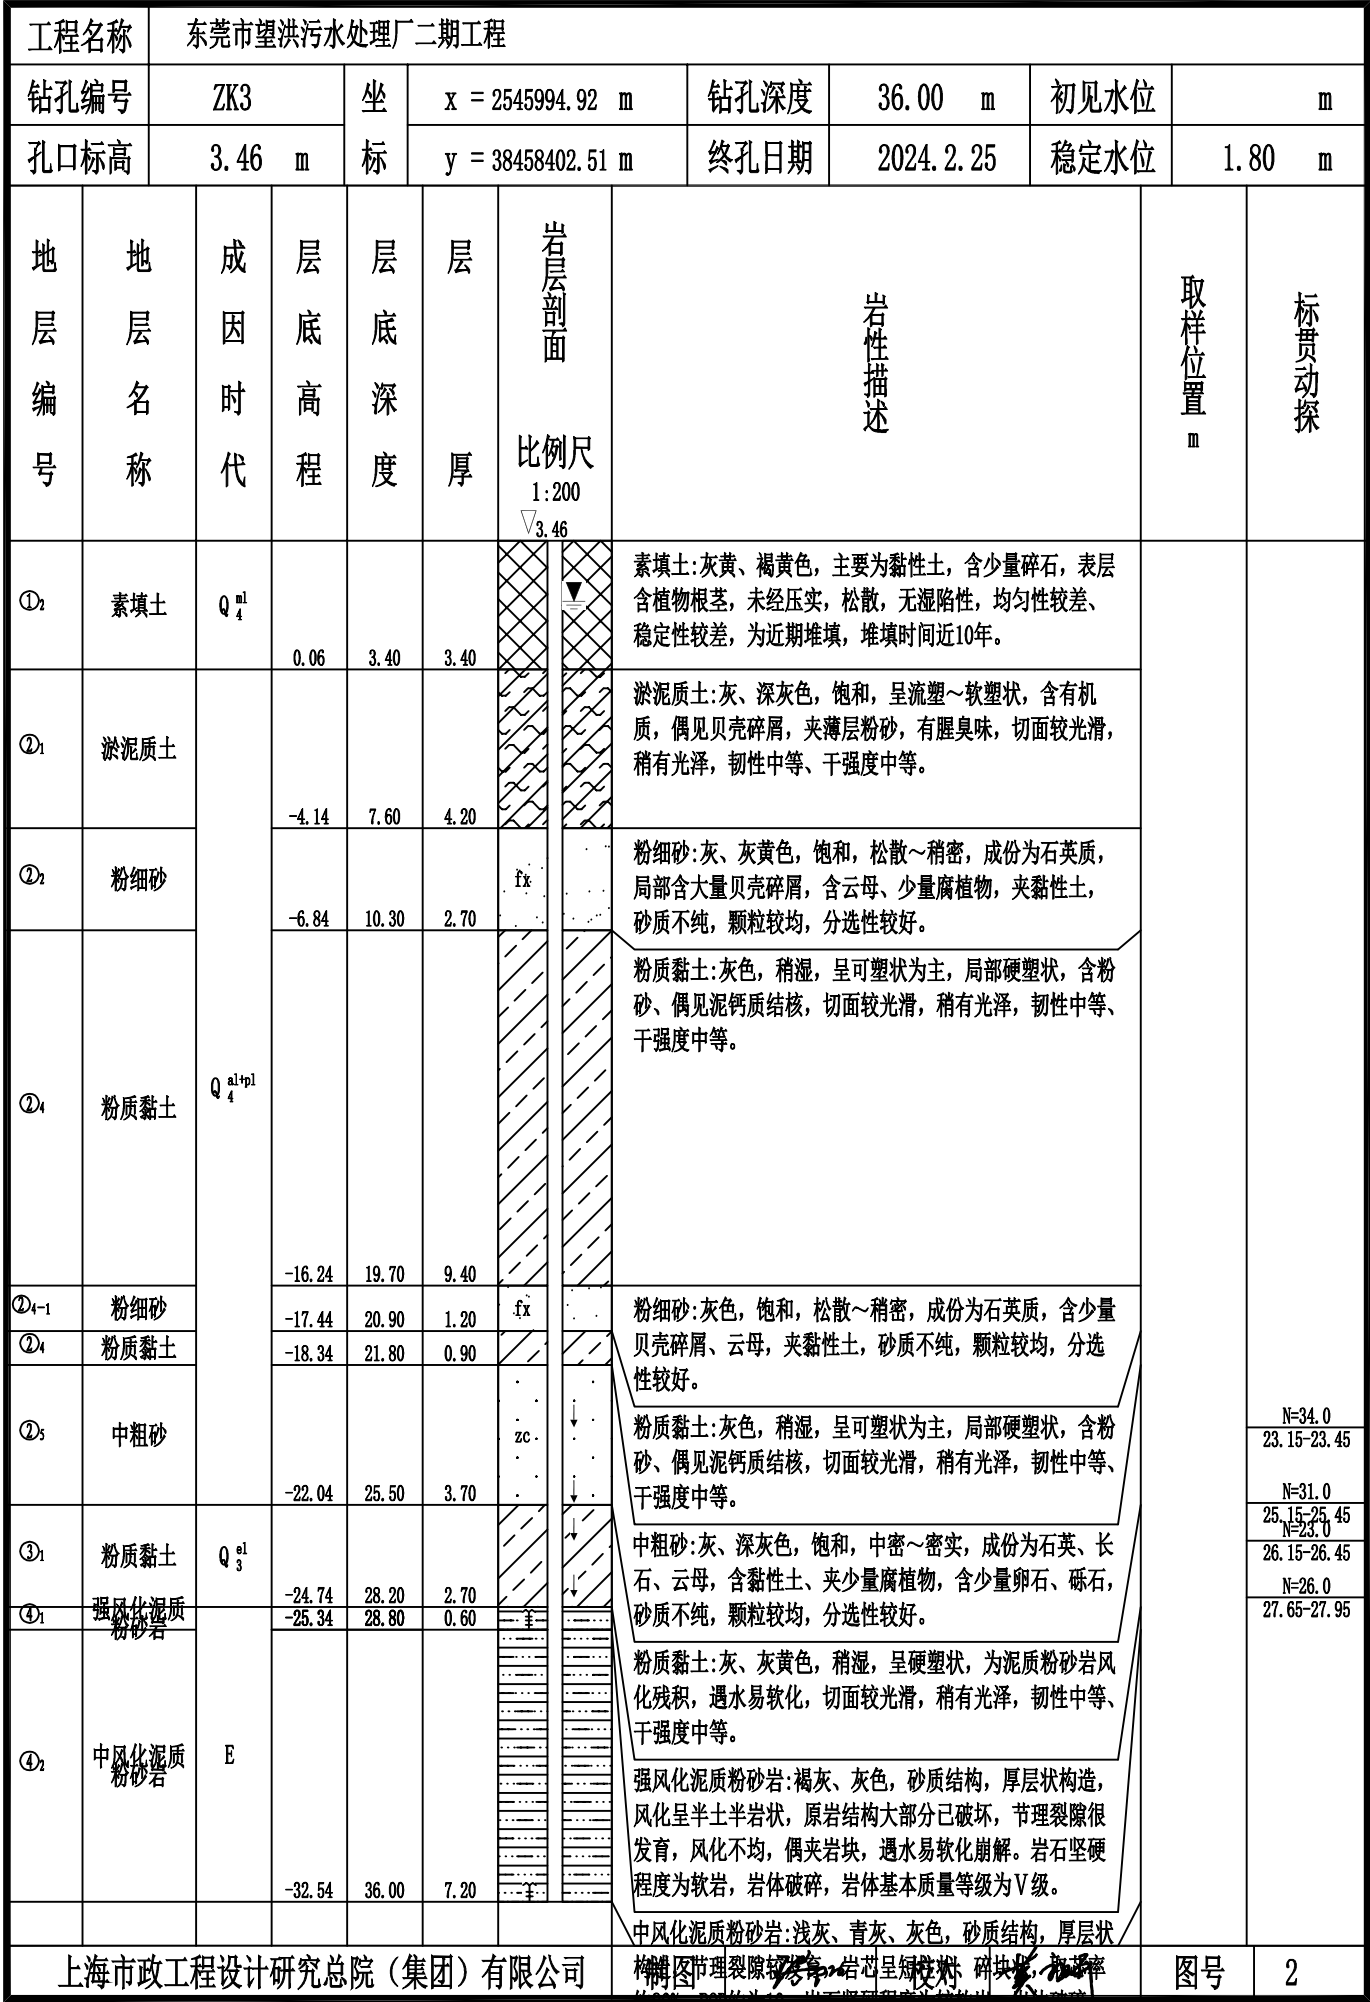 工程名称 东莞市望洪污水处理厂二期工程
钻孔编号 ZK3 坐标 x = 2545994.92 m 钻孔深度 36.00 m 初见水位 m
孔口标高 3.46 m y = 38458402.51 m 终孔日期 2024.2.25 稳定水位 1.80 m
地层编号 地层名称 成因时代 层底高程 层底深度 层厚 岩层剖面 岩性描述 取样位置 m 标贯动探
比例尺
1:200
3.46
①2 素填土 Q4 ml 0.06 3.40 3.40
素填土:灰黄、褐黄色，主要为黏性土，含少量碎石，表层
含植物根茎，未经压实，松散，无湿陷性，均匀性较差、
稳定性较差，为近期堆填，堆填时间近10年。
②1 淤泥质土 -4.14 7.60 4.20
淤泥质土:灰、深灰色，饱和，呈流塑～软塑状，含有机
质，偶见贝壳碎屑，夹薄层粉砂，有腥臭味，切面较光滑，
稍有光泽，韧性中等、干强度中等。
②2 粉细砂 -6.84 10.30 2.70 fx
粉细砂:灰、灰黄色，饱和，松散～稍密，成份为石英质，
局部含大量贝壳碎屑，含云母、少量腐植物，夹黏性土，
砂质不纯，颗粒较均，分选性较好。
②4 粉质黏土 Q4 al+pl -16.24 19.70 9.40
粉质黏土:灰色，稍湿，呈可塑状为主，局部硬塑状，含粉
砂、偶见泥钙质结核，切面较光滑，稍有光泽，韧性中等、
干强度中等。
②4-1 粉细砂 -17.44 20.90 1.20 fx
粉细砂:灰色，饱和，松散～稍密，成份为石英质，含少量
贝壳碎屑、云母，夹黏性土，砂质不纯，颗粒较均，分选
性较好。
②4 粉质黏土 -18.34 21.80 0.90
粉质黏土:灰色，稍湿，呈可塑状为主，局部硬塑状，含粉
砂、偶见泥钙质结核，切面较光滑，稍有光泽，韧性中等、
干强度中等。
②5 中粗砂 -22.04 25.50 3.70 zc
中粗砂:灰、深灰色，饱和，中密～密实，成份为石英、长
石、云母，含黏性土、夹少量腐植物，含少量卵石、砾石，
砂质不纯，颗粒较均，分选性较好。
N=34.0
23.15-23.45
N=31.0
25.15-25.45
N=23.0
26.15-26.45
N=26.0
27.65-27.95
③1 粉质黏土 Q3 el -24.74 28.20 2.70
粉质黏土:灰、灰黄色，稍湿，呈硬塑状，为泥质粉砂岩风
化残积，遇水易软化，切面较光滑，稍有光泽，韧性中等、
干强度中等。
④1 强风化泥质
粉砂岩 -25.34 28.80 0.60
强风化泥质粉砂岩:褐灰、灰色，砂质结构，厚层状构造，
风化呈半土半岩状，原岩结构大部分已破坏，节理裂隙很
发育，风化不均，偶夹岩块，遇水易软化崩解。岩石坚硬
程度为软岩，岩体破碎，岩体基本质量等级为Ⅴ级。
④2 中风化泥质
粉砂岩 E -32.54 36.00 7.20
中风化泥质粉砂岩:浅灰、青灰、灰色，砂质结构，厚层状
上海市政工程设计研究总院（集团）有限公司 制图 校对 图号 2